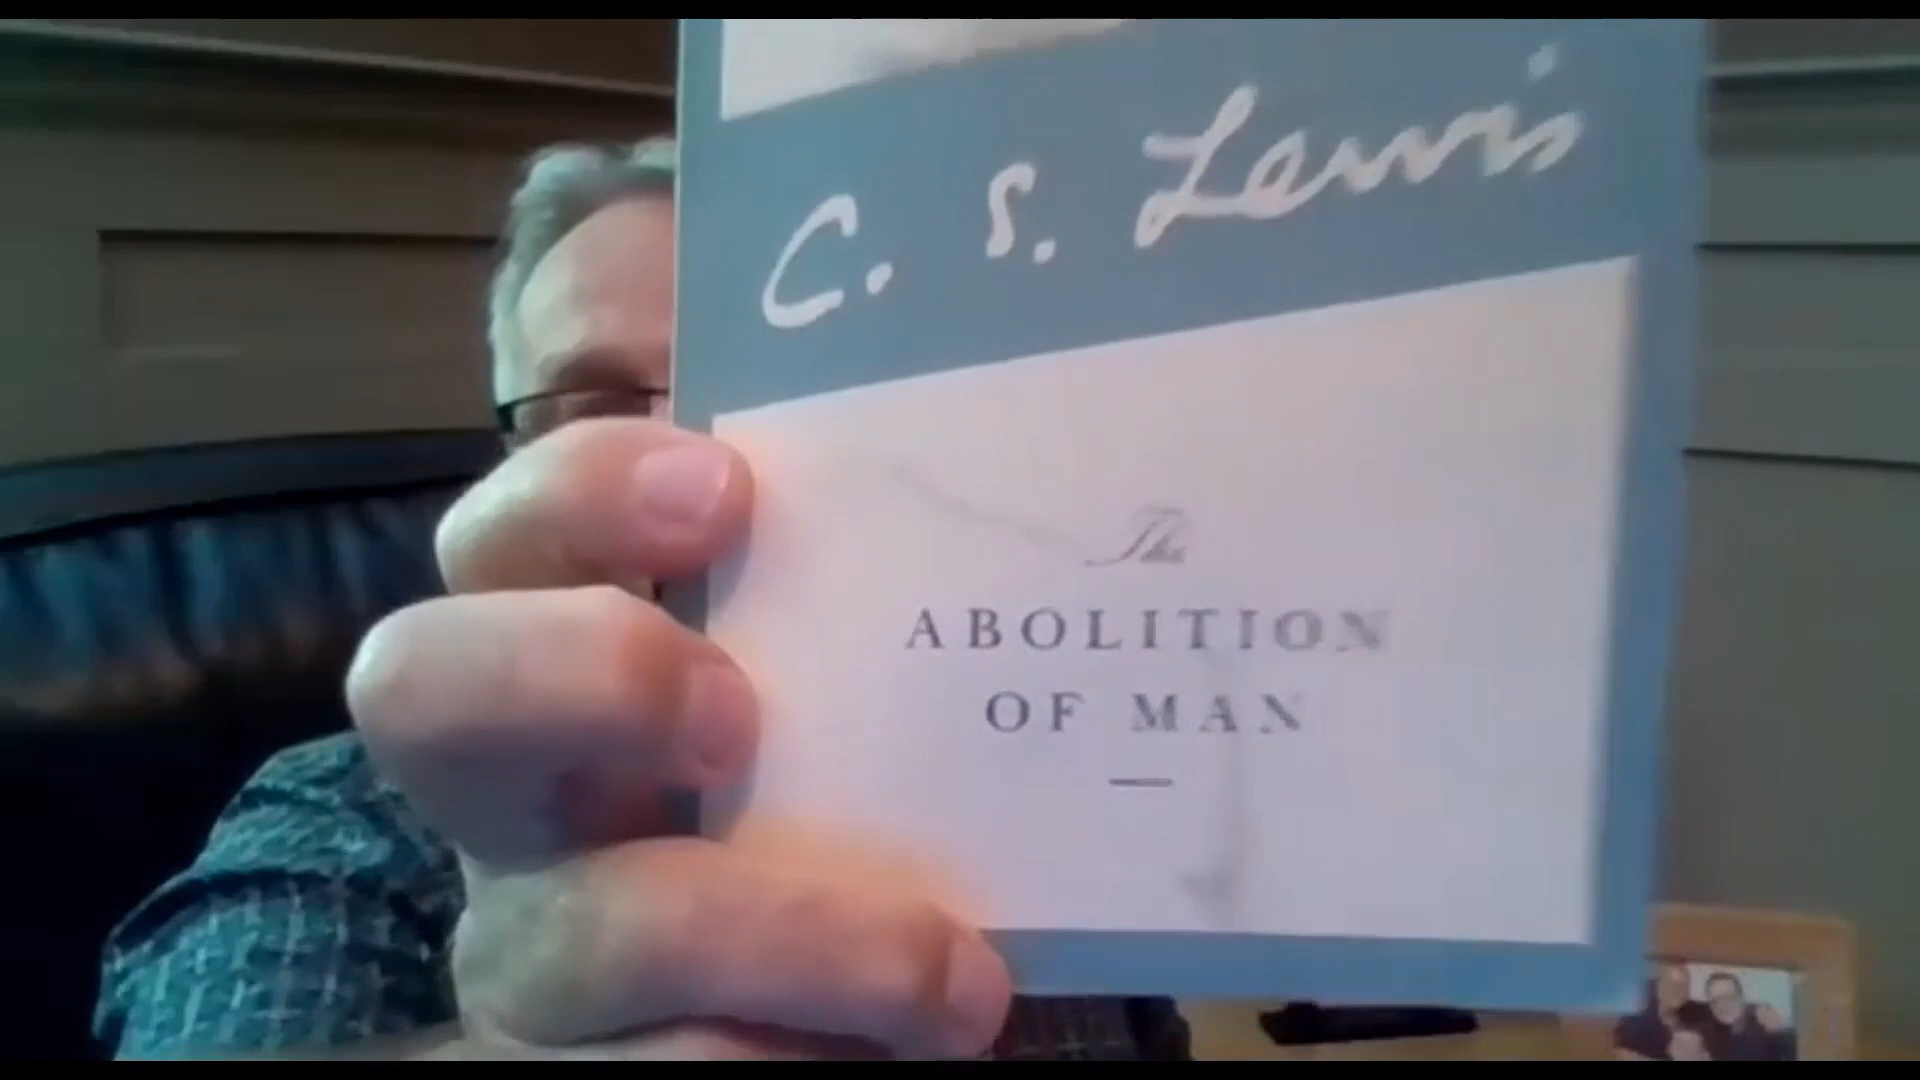 C. S. Lewis
The
ABOLITION
OF MAN